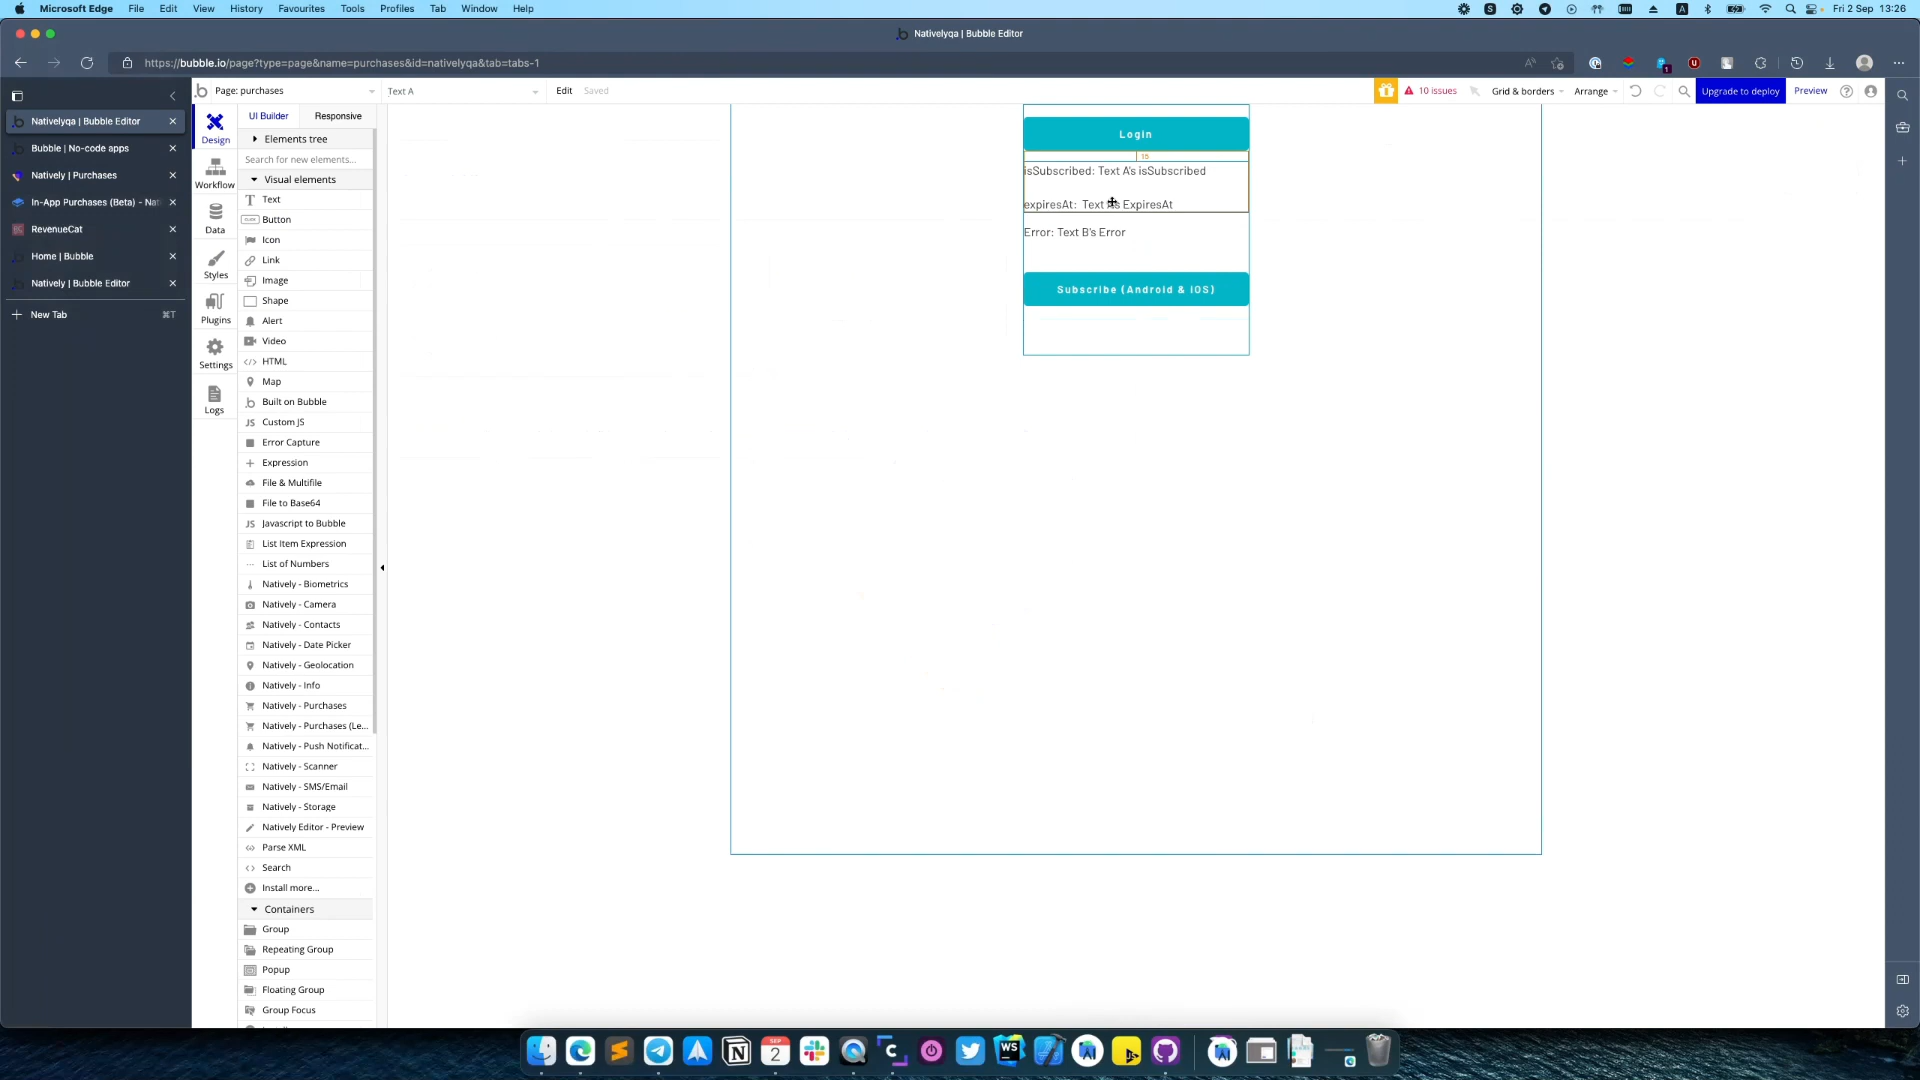 Microsoft Edge File Edit View History Favourites Tools Profiles Tab Window Help
Fri 2 Sep 13:26
Nativelyqa | Bubble Editor
https://bubble.io/page?type=page&name=purchases&id=nativelyqa&tab=tabs-1
Nativelyqa | Bubble Editor
Bubble | No-code apps
Natively | Purchases
In-App Purchases (Beta) - Nat
RevenueCat
Home | Bubble
Natively | Bubble Editor
New Tab ⌘T
Page: purchases
Text A
Edit Saved
10 issues
Grid & borders
Arrange
Upgrade to deploy
Preview
Design
Workflow
Data
Styles
Plugins
Settings
Logs
UI Builder Responsive
Elements tree
Search for new elements...
Visual elements
Text
Button
Icon
Link
Image
Shape
Alert
Video
HTML
Map
Built on Bubble
Custom JS
Error Capture
Expression
File & Multifile
File to Base64
Javascript to Bubble
List Item Expression
List of Numbers
Natively - Biometrics
Natively - Camera
Natively - Contacts
Natively - Date Picker
Natively - Geolocation
Natively - Info
Natively - Purchases
Natively - Purchases (Le...
Natively - Push Notificat...
Natively - Scanner
Natively - SMS/Email
Natively - Storage
Natively Editor - Preview
Parse XML
Search
Install more...
Containers
Group
Repeating Group
Popup
Floating Group
Group Focus
Login
15
isSubscribed: Text A's isSubscribed
expiresAt: Text A's ExpiresAt
Error: Text B's Error
Subscribe (Android & iOS)
SEP
2
WS